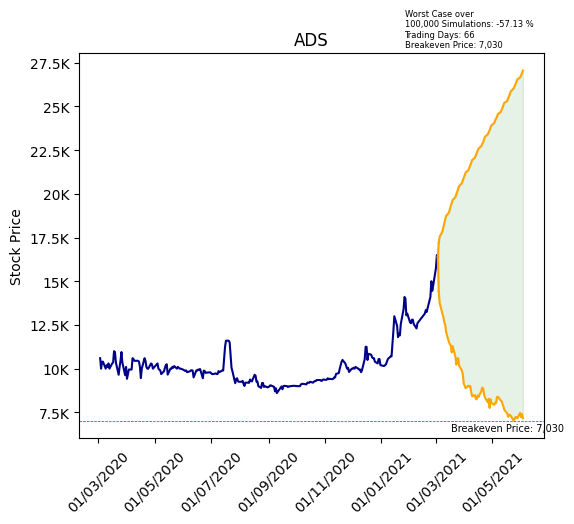 Worst Case over
100,000 Simulations: -57.13 %
Trading Days: 66
Breakeven Price: 7,030
ADS
Stock Price
27.5K
25K
22.5K
20K
17.5K
15K
12.5K
10K
7.5K
Breakeven Price: 7,030
01/03/2020
01/05/2020
01/07/2020
01/09/2020
01/11/2020
01/01/2021
01/03/2021
01/05/2021